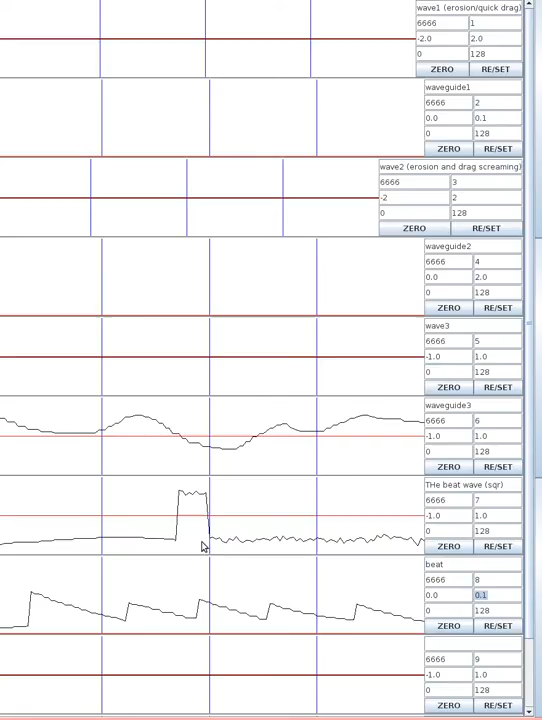 wave1 (erosion/quick drag)
6666 1
-2.0 2.0
0 128
ZERO RE/SET
waveguide1
6666 2
0.0 0.1
0 128
ZERO RE/SET
wave2 (erosion and drag screaming)
6666 3
-2 2
0 128
ZERO RE/SET
waveguide2
6666 4
0.0 2.0
0 128
ZERO RE/SET
wave3
6666 5
-1.0 1.0
0 128
ZERO RE/SET
waveguide3
6666 6
-1.0 1.0
0 128
ZERO RE/SET
THe beat wave (sqr)
6666 7
-1.0 1.0
0 128
ZERO RE/SET
beat
6666 8
0.0 0.1
0 128
ZERO RE/SET
6666 9
-1.0 1.0
0 128
ZERO RE/SET